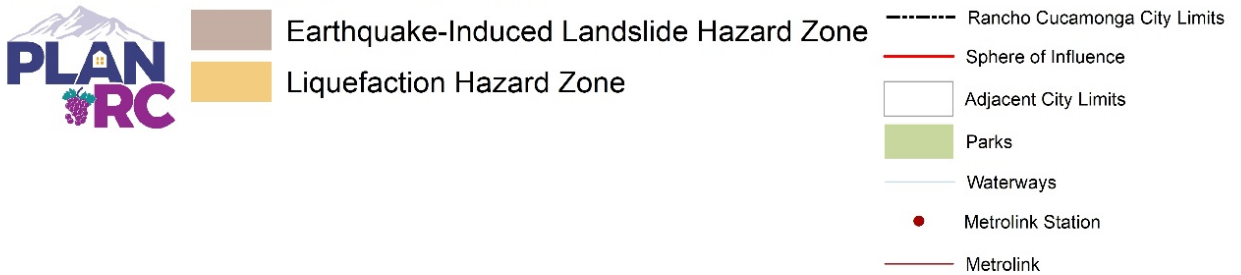 PLAN
RC
Earthquake-Induced Landslide Hazard Zone
Liquefaction Hazard Zone
Rancho Cucamonga City Limits
Sphere of Influence
Adjacent City Limits
Parks
Waterways
Metrolink Station
Metrolink